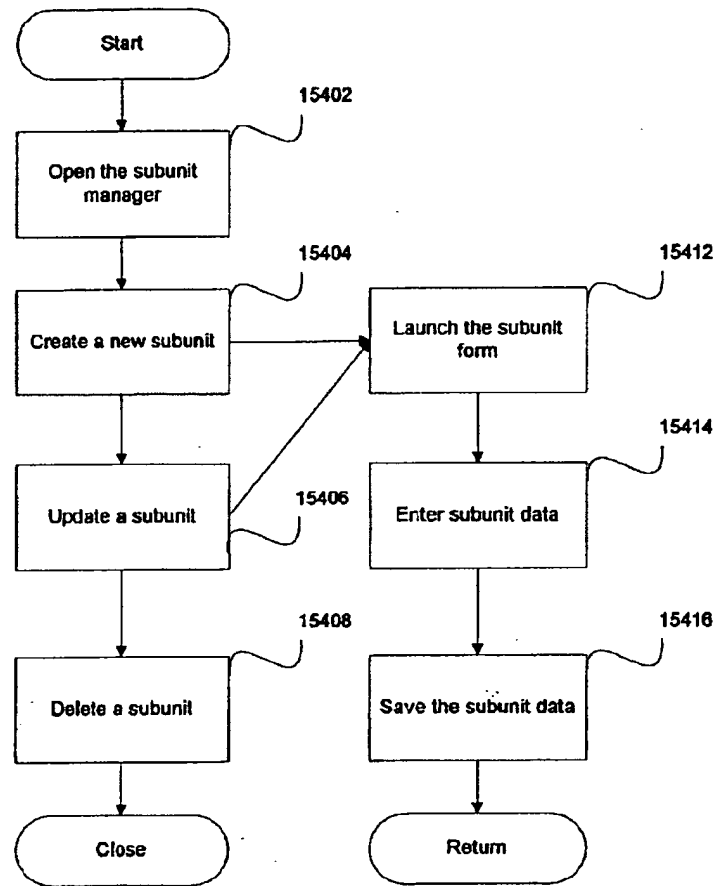 Start
15402
Open the subunit
manager
15404
Create a new subunit
15412
Launch the subunit
form
15406
Update a subunit
15414
Enter subunit data
15408
Delete a subunit
15416
Save the subunit data
Close
Return